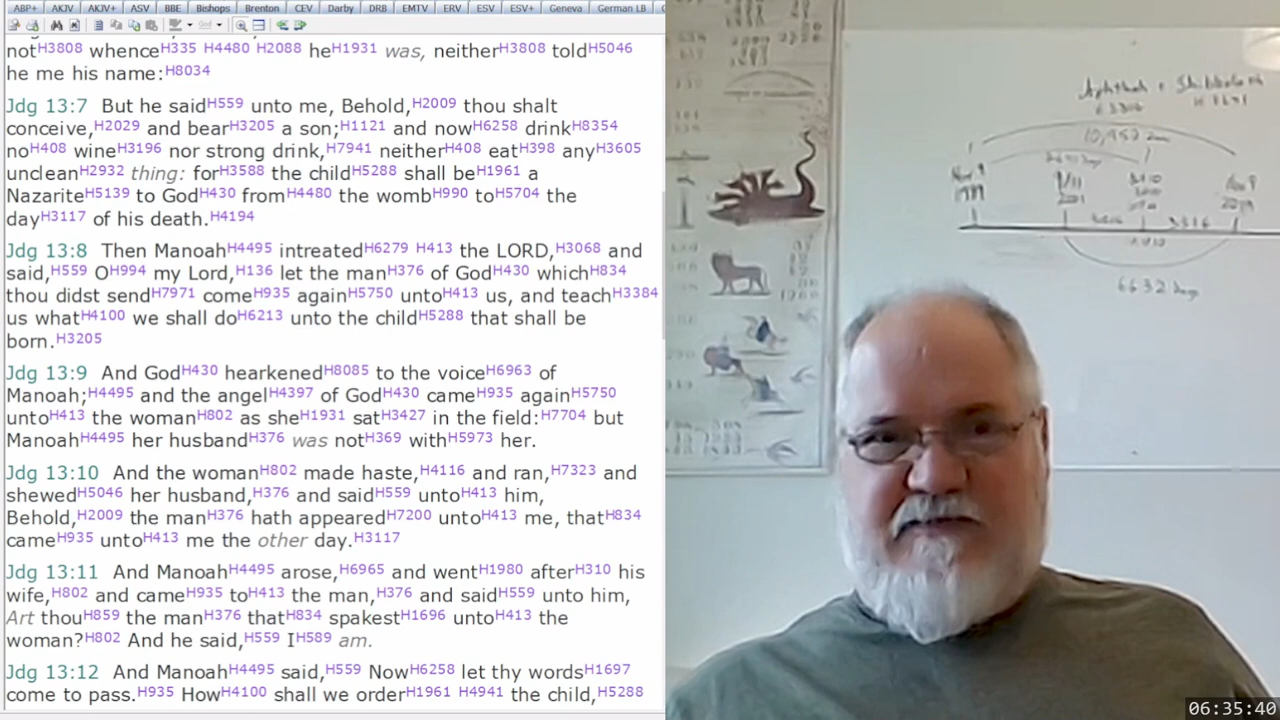 ABP+ AKJV AKJV+ ASV BBE Bishops Brenton CEV Darby DRB EMTV ERV ESV ESV+ Geneva German LB
notH3808 whenceH335 H4480 H2088 heH1931 was, neitherH3808 toldH5046
he me his name:H8034
Jdg 13:7 But he saidH559 unto me, Behold,H2009 thou shalt
conceive,H2029 and bearH3205 a son;H1121 and nowH6258 drinkH8354
noH408 wineH3196 nor strong drink,H7941 neitherH408 eatH398 anyH3605
uncleanH2932 thing: forH3588 the childH5288 shall beH1961 a
NazariteH5139 to GodH430 fromH4480 the wombH990 toH5704 the
dayH3117 of his death.H4194
Jdg 13:8 Then ManoahH4495 intreatedH6279 H413 the LORD,H3068 and
said,H559 OH994 my Lord,H136 let the manH376 of GodH430 whichH834
thou didst sendH7971 comeH935 againH5750 untoH413 us, and teachH3384
us whatH4100 we shall doH6213 unto the childH5288 that shall be
born.H3205
Jdg 13:9 And GodH430 hearkenedH8085 to the voiceH6963 of
Manoah;H4495 and the angelH4397 of GodH430 cameH935 againH5750
untoH413 the womanH802 as sheH1931 satH3427 in the field:H7704 but
ManoahH4495 her husbandH376 was notH369 withH5973 her.
Jdg 13:10 And the womanH802 made haste,H4116 and ran,H7323 and
shewedH5046 her husband,H376 and saidH559 untoH413 him,
Behold,H2009 the manH376 hath appearedH7200 untoH413 me, thatH834
cameH935 untoH413 me the other day.H3117
Jdg 13:11 And ManoahH4495 arose,H6965 and wentH1980 afterH310 his
wife,H802 and cameH935 toH413 the man,H376 and saidH559 unto him,
Art thouH859 the manH376 thatH834 spakestH1696 untoH413 the
woman?H802 And he said,H559 IH589 am.
Jdg 13:12 And ManoahH4495 said,H559 NowH6258 let thy wordsH1697
come to pass.H935 HowH4100 shall we orderH1961 H4941 the child,H5288
10,957 Days
9/11
2001
Nov 9
2019
6632 Days
06:35:40